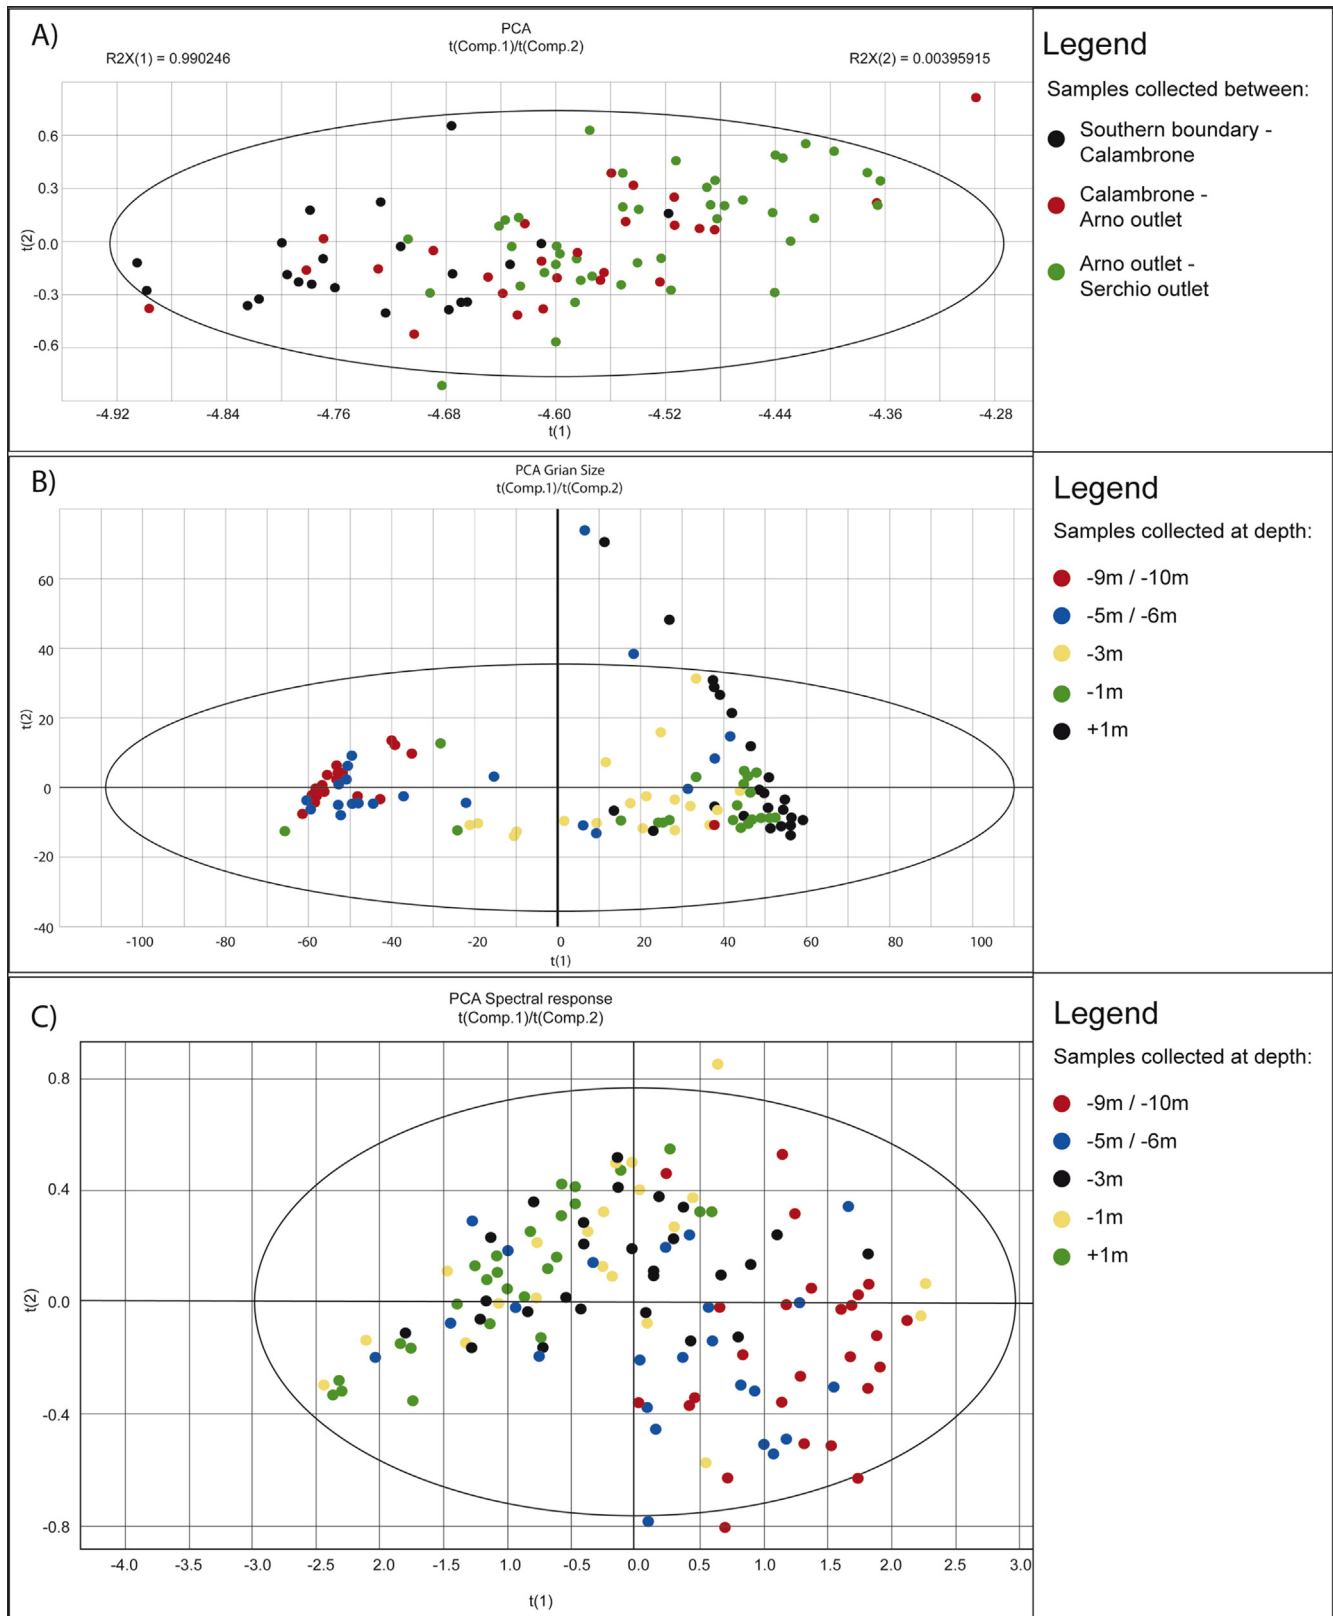 A)
PCA
t(Comp.1)/t(Comp.2)
R2X(1) = 0.990246
R2X(2) = 0.00395915
0.6
0.3
0.0
-0.3
-0.6
t(2)
-4.92 -4.84 -4.76 -4.68 -4.60 -4.52 -4.44 -4.36 -4.28
t(1)
Legend
Samples collected between:
Southern boundary -
Calambrone
Calambrone -
Arno outlet
Arno outlet -
Serchio outlet
B)
PCA Grian Size
t(Comp.1)/t(Comp.2)
60
40
20
0
-20
-40
t(2)
-100 -80 -60 -40 -20 0 20 40 60 80 100
t(1)
Legend
Samples collected at depth:
-9m / -10m
-5m / -6m
-3m
-1m
+1m
C)
PCA Spectral response
t(Comp.1)/t(Comp.2)
0.8
0.4
0.0
-0.4
-0.8
t(2)
-4.0 -3.5 -3.0 -2.5 2.0 -1.5 -1.0 -0.5 0.0 0.5 1.0 1.5 2.0 2.5 3.0
t(1)
Legend
Samples collected at depth:
-9m / -10m
-5m / -6m
-3m
-1m
+1m